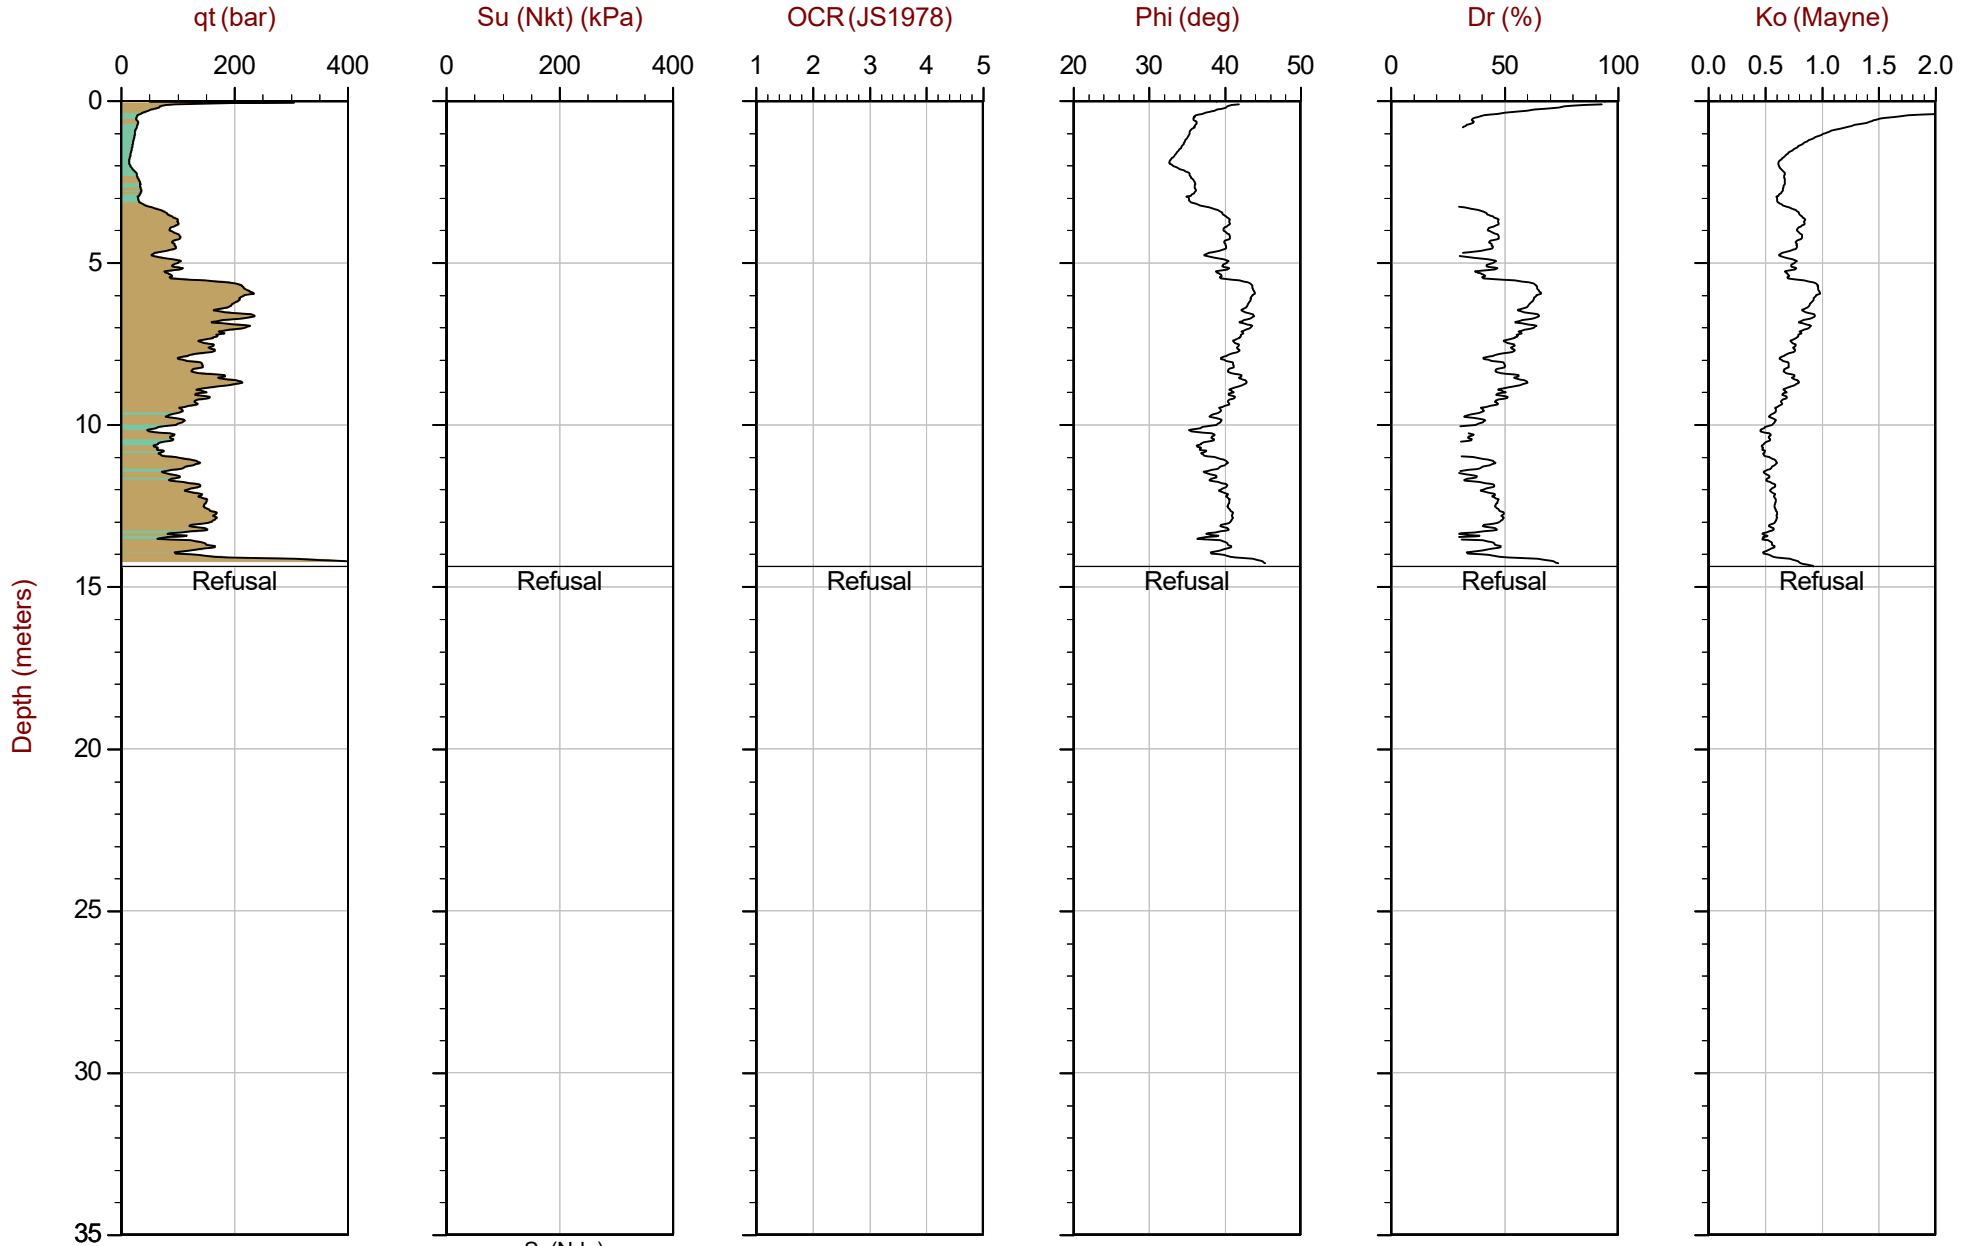 qt (bar) Su (Nkt) (kPa) OCR (JS1978) Phi (deg) Dr (%) Ko (Mayne)
0 200 400 0 200 400 1 2 3 4 5 20 30 40 50 0 50 100 0.0 0.5 1.0 1.5 2.0
0
5
10
Refusal Refusal Refusal Refusal Refusal Refusal
15
Depth (meters)
20
25
30
35